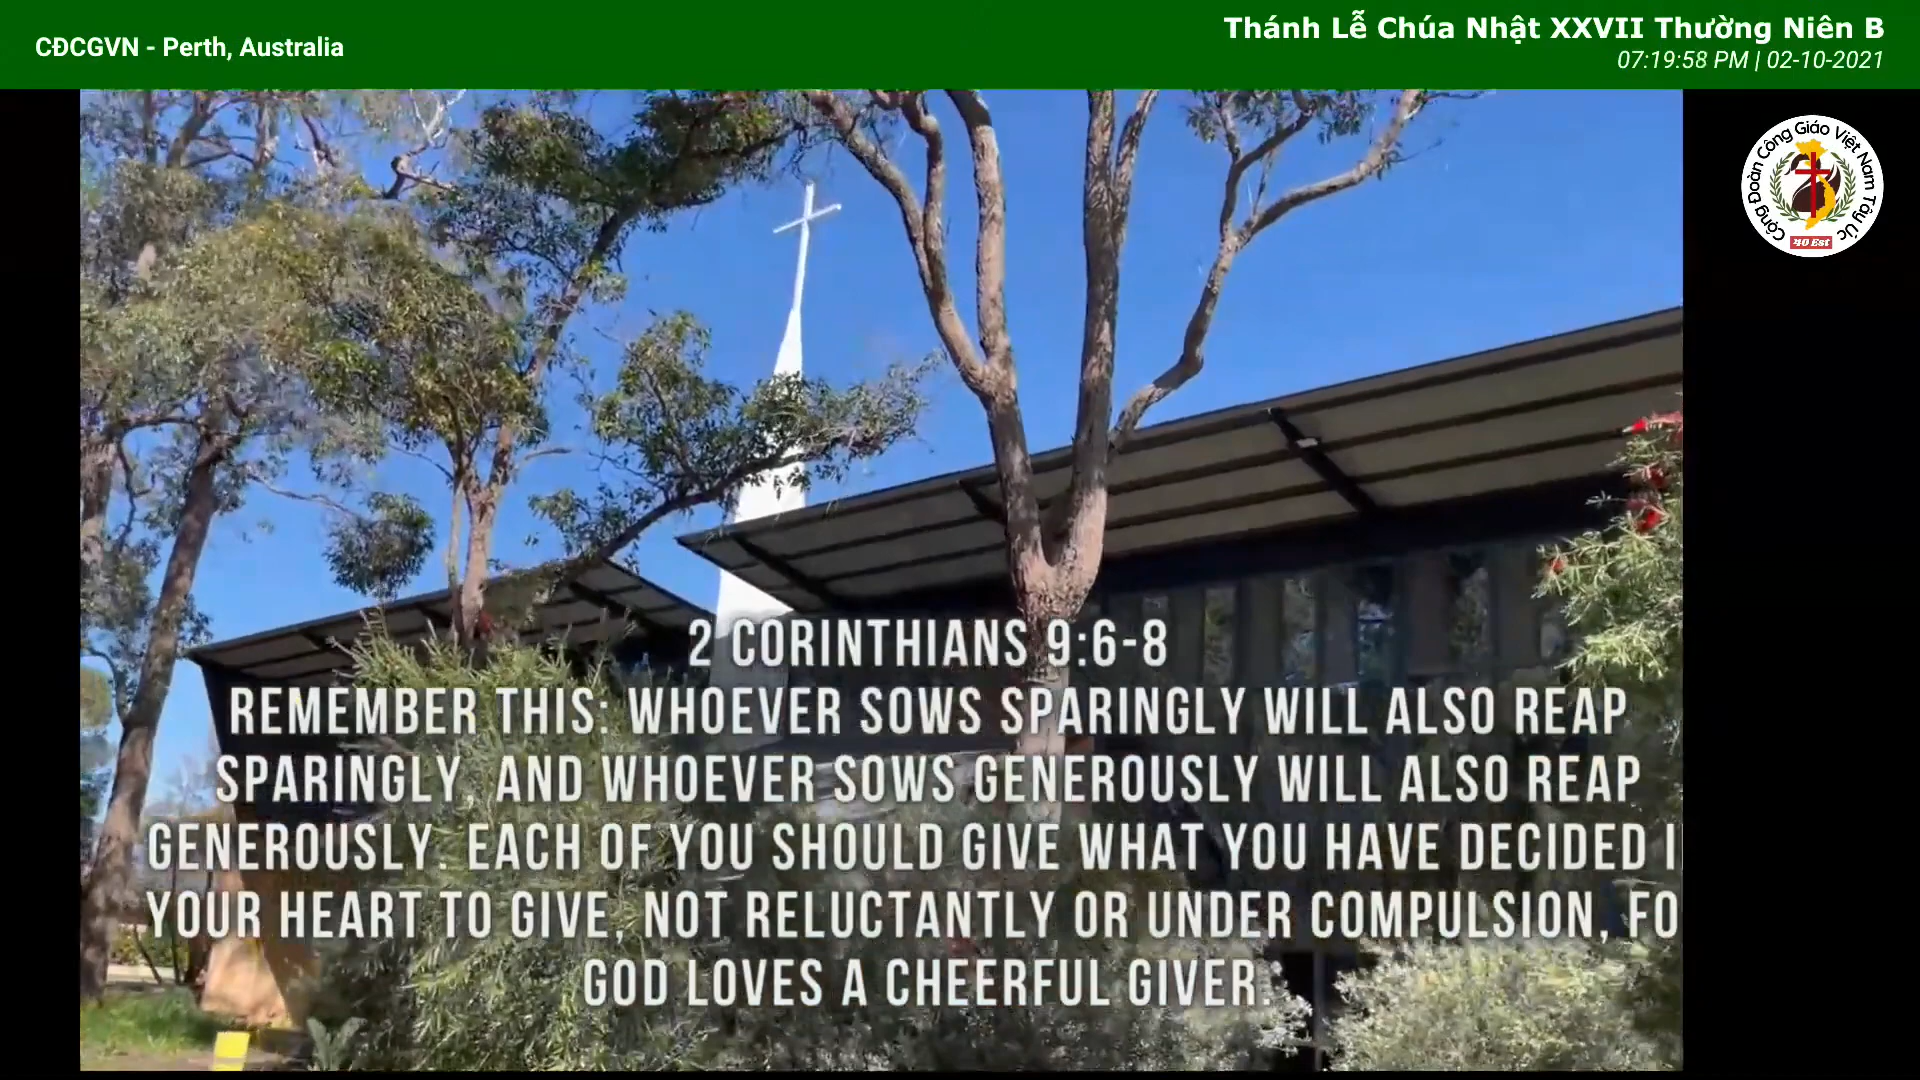 CĐCGVN - Perth, Australia
Thánh Lễ Chúa Nhật XXVII Thường Niên B
07:19:58 PM | 02-10-2021
Cộng Đoàn Công Giáo Việt Nam Tây Úc
40 Est
2 CORINTHIANS 9:6-8
REMEMBER THIS: WHOEVER SOWS SPARINGLY WILL ALSO REAP
SPARINGLY, AND WHOEVER SOWS GENEROUSLY WILL ALSO REAP
GENEROUSLY. EACH OF YOU SHOULD GIVE WHAT YOU HAVE DECIDED I
YOUR HEART TO GIVE, NOT RELUCTANTLY OR UNDER COMPULSION, FO
GOD LOVES A CHEERFUL GIVER.